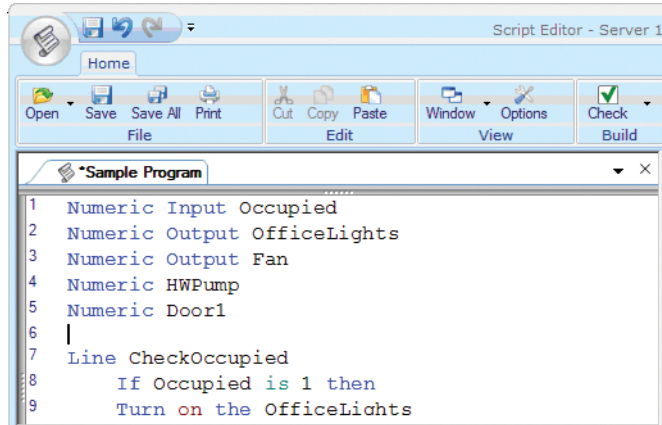 Script Editor - Server 1
Home
Open Save Save All Print Cut Copy Paste Window Options Check
File Edit View Build
*Sample Program
1 Numeric Input Occupied
2 Numeric Output OfficeLights
3 Numeric Output Fan
4 Numeric HWPump
5 Numeric Door1
6
7 Line CheckOccupied
8 If Occupied is 1 then
9 Turn on the OfficeLights